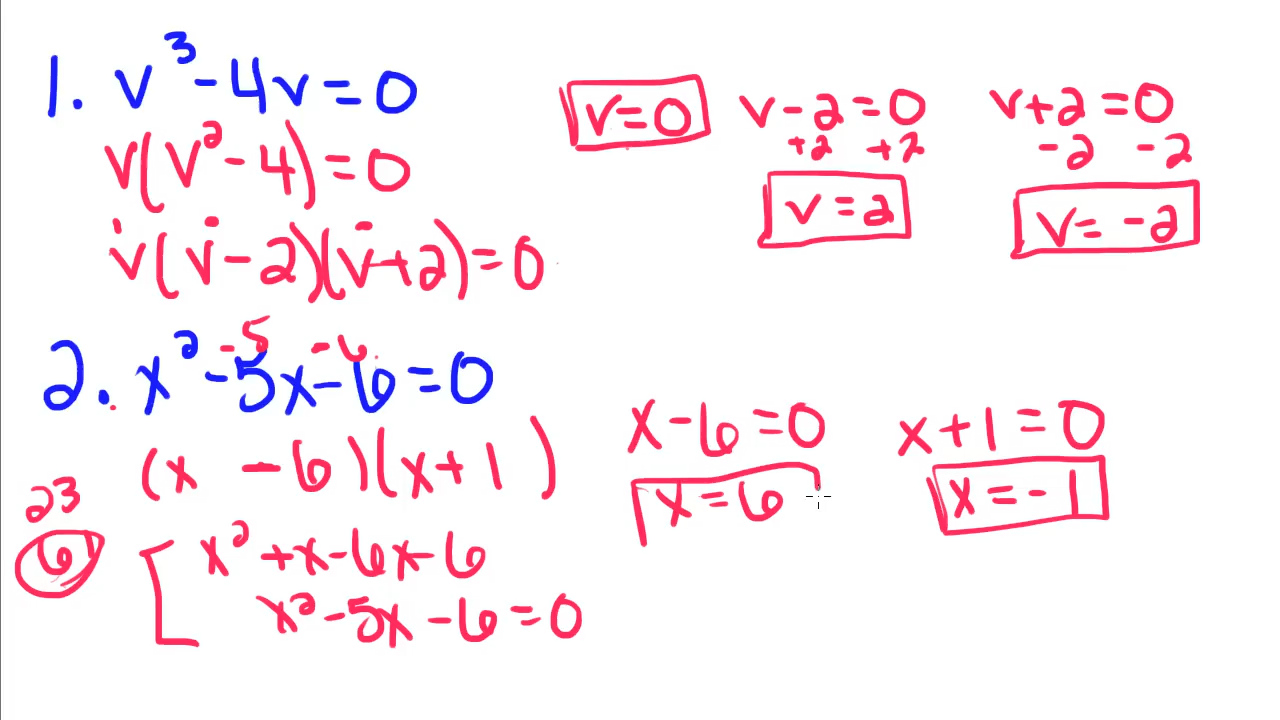 1. v³ - 4v = 0
v(v² - 4) = 0
v(v - 2)(v + 2) = 0
v = 0
v - 2 = 0
+2 +2
v = 2
v + 2 = 0
-2 -2
v = -2
-5 -6
2. x² - 5x - 6 = 0
(x - 6)(x + 1)
23
61
x² + x - 6x - 6
x² - 5x - 6 = 0
x - 6 = 0
x = 6
x + 1 = 0
x = -1